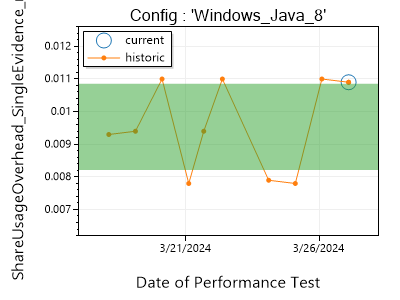 Config : 'Windows_Java_8'
current
historic
0.012
0.011
0.01
0.009
0.008
0.007
3/21/2024
3/26/2024
Date of Performance Test
ShareUsageOverhead_SingleEvidence_